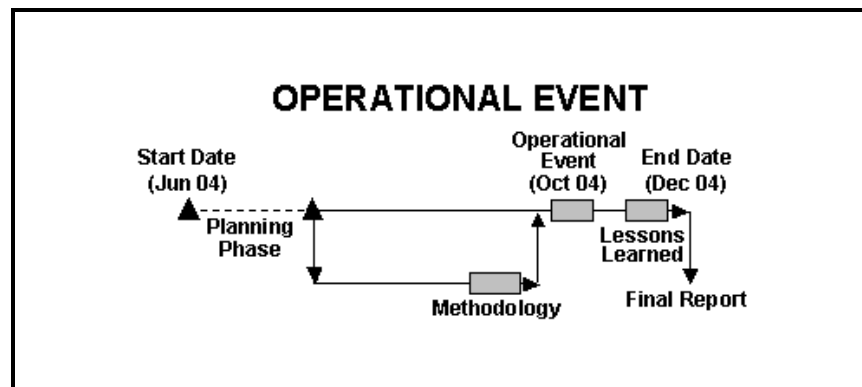 OPERATIONAL EVENT
Start Date
(Jun 04)
Operational
Event
(Oct 04)
End Date
(Dec 04)
Planning
Phase
Lessons
Learned
Methodology
Final Report